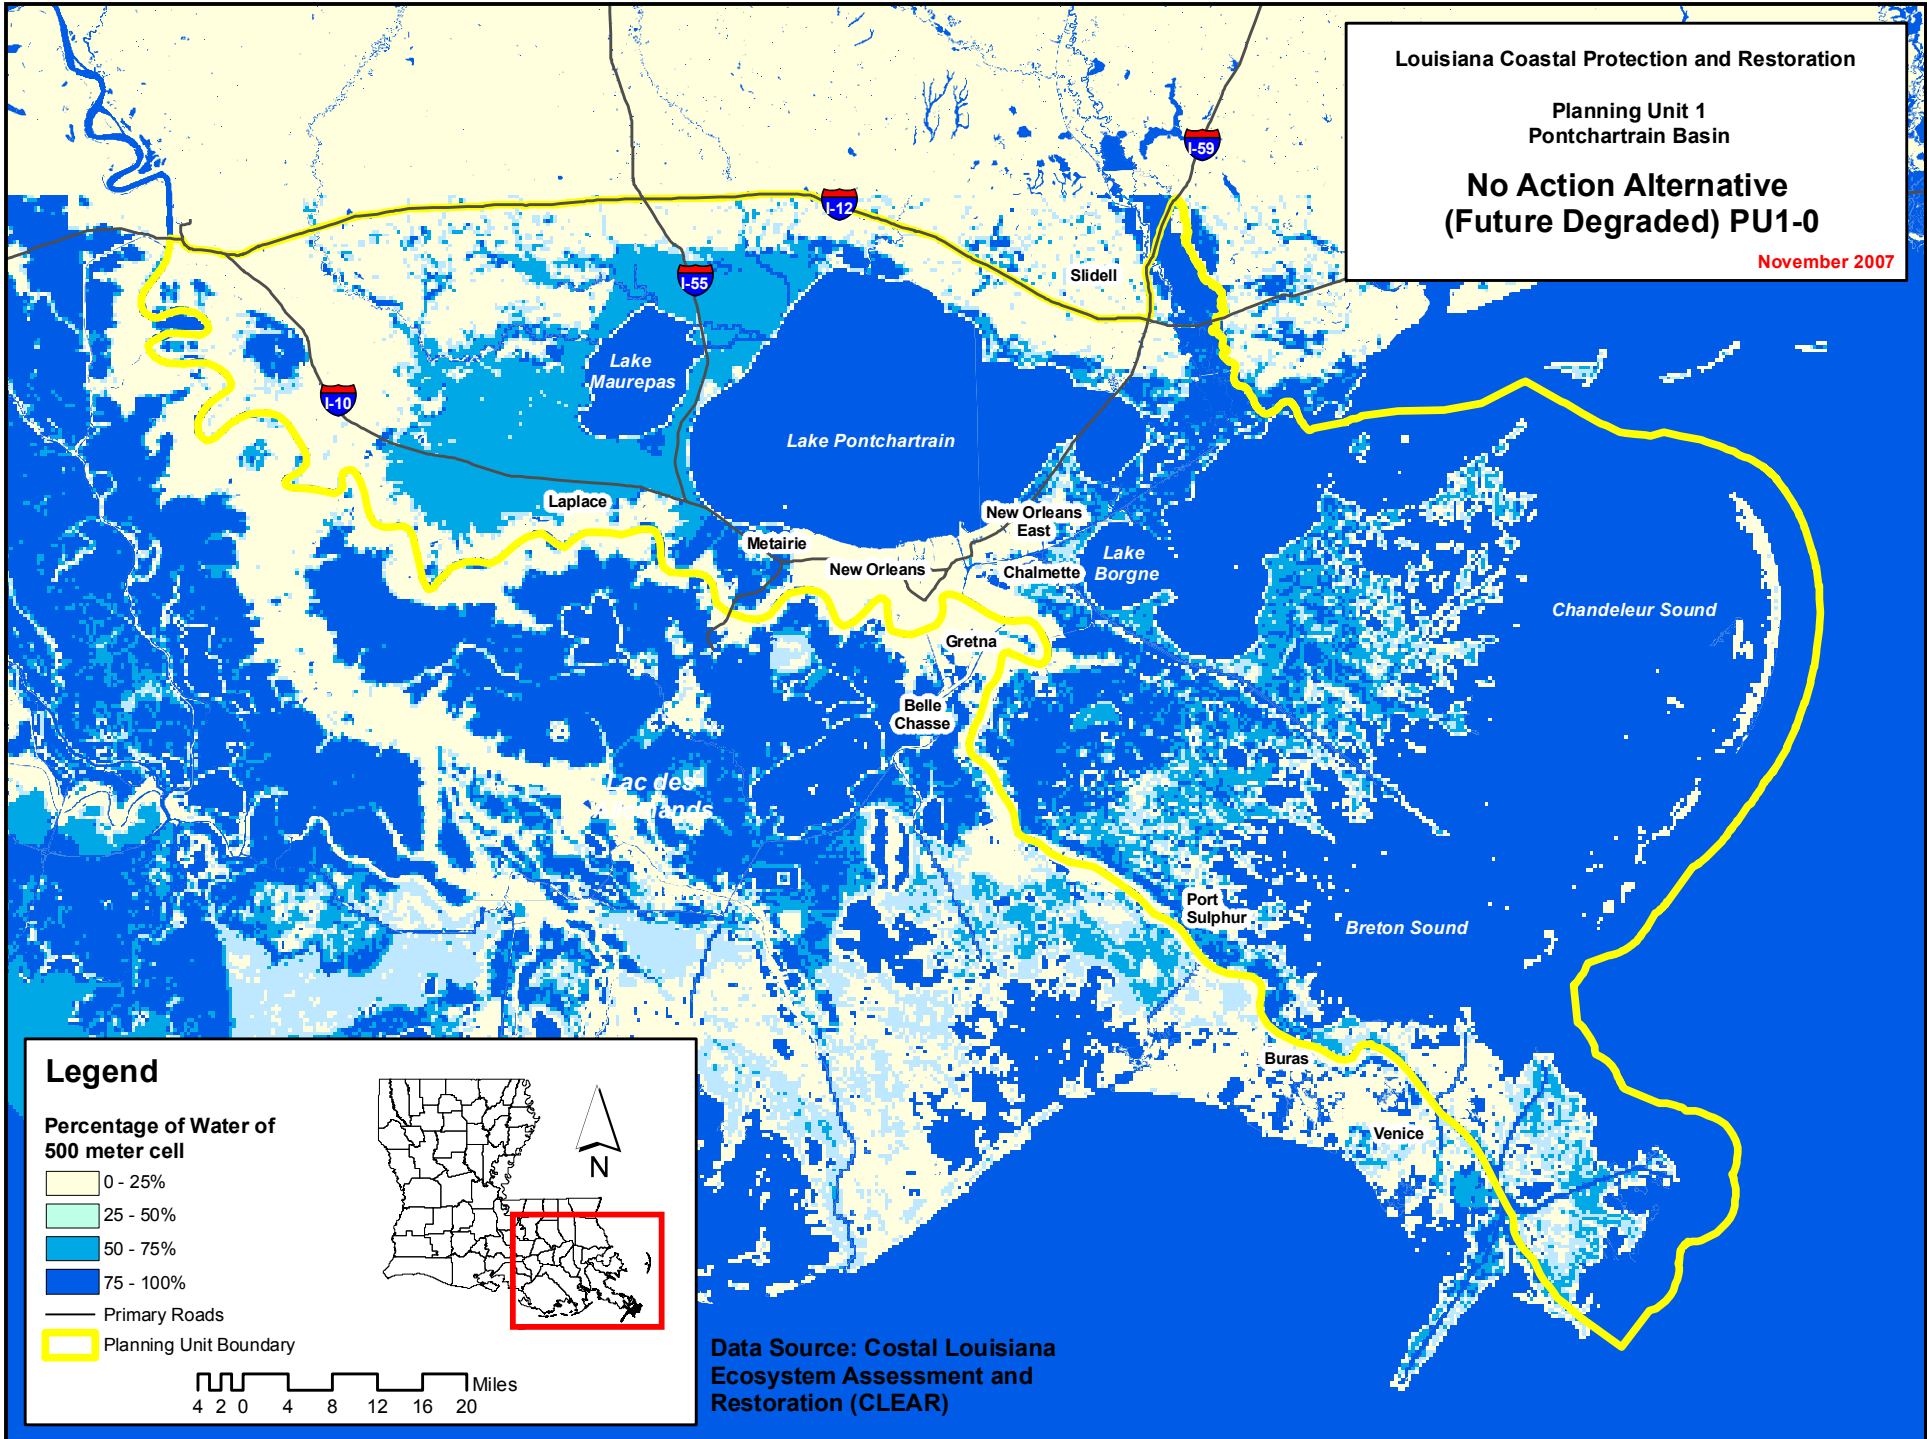 Louisiana Coastal Protection and Restoration
Planning Unit 1
Pontchartrain Basin
No Action Alternative
(Future Degraded) PU1-0
November 2007
I-59
I-12
Slidell
I-55
Lake
Maurepas
I-10
Lake Pontchartrain
Laplace
New Orleans
East
Metairie
New Orleans
Lake
Borgne
Chalmette
Chandeleur Sound
Gretna
Belle
Chasse
Lac des
Port
Sulphur
Breton Sound
Buras
Venice
Legend
Percentage of Water of
500 meter cell
0 - 25%
25 - 50%
50 - 75%
75 - 100%
Primary Roads
Planning Unit Boundary
N
Miles
4 2 0 4 8 12 16 20
Data Source: Costal Louisiana
Ecosystem Assessment and
Restoration (CLEAR)